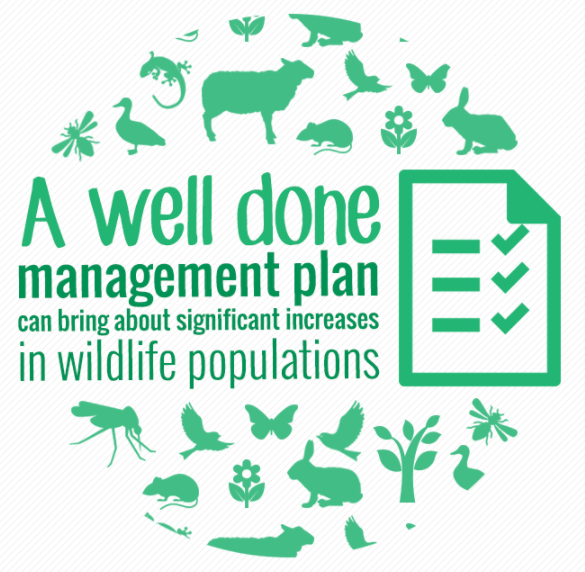 A well done
management plan
can bring about significant increases
in wildlife populations